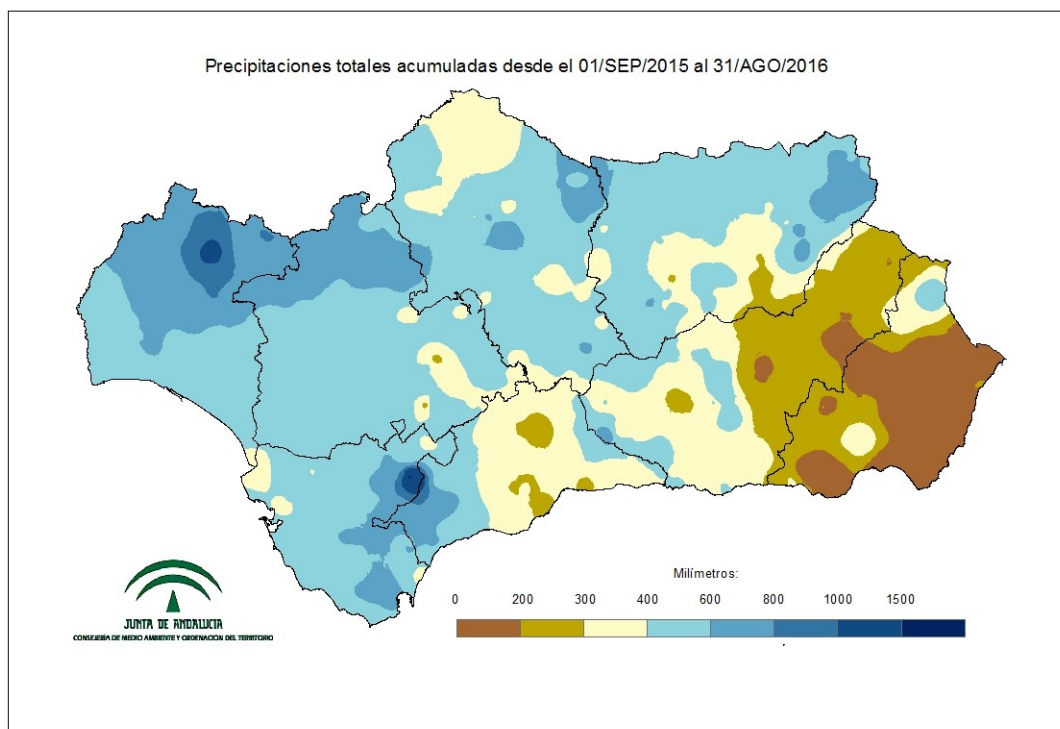 Precipitaciones totales acumuladas desde el 01/SEP/2015 al 31/AGO/2016
Milímetros:
0 200 300 400 600 800 1000 1500
JUNTA DE ANDALUCIA
CONSEJERÍA DE MEDIO AMBIENTE Y ORDENACIÓN DEL TERRITORIO